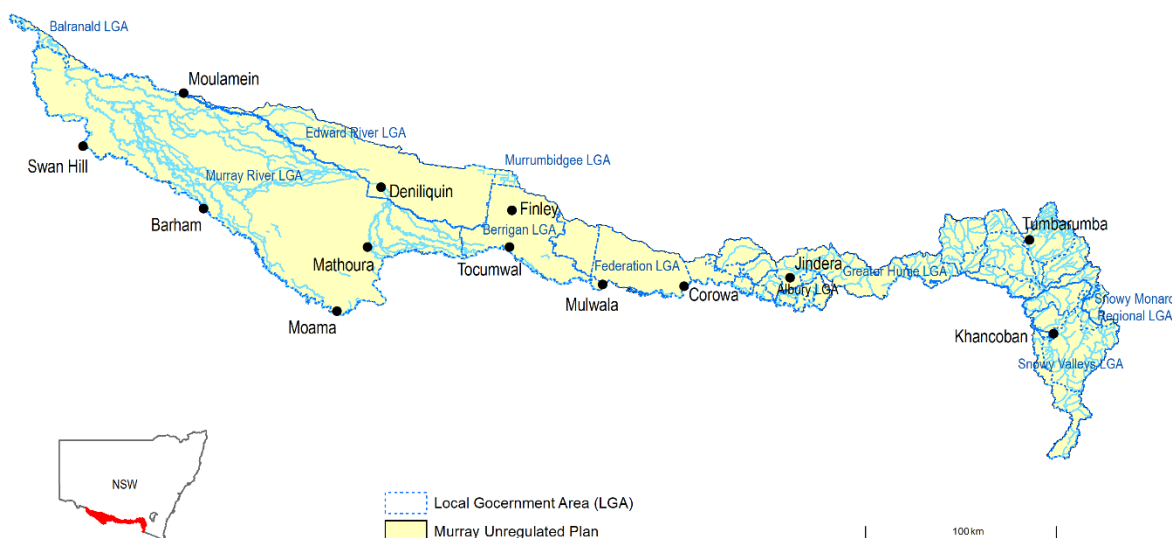 Balranald LGA
Moulamein
Edward River LGA
Swan Hill
Murrumbidgee LGA
Murray River LGA
Deniliquin
Barham
Finley
Tumbarumba
Berrigan LGA
Mathoura
Tocumwal
Federation LGA
Jindera
Greater Hume LGA
Albury LGA
Mulwala
Corowa
Snowy Monaro
Regional LGA
Moama
Khancoban
Snowy Valleys LGA
NSW
Local Gocernment Area (LGA)
Murray Unregulated Plan
100 km